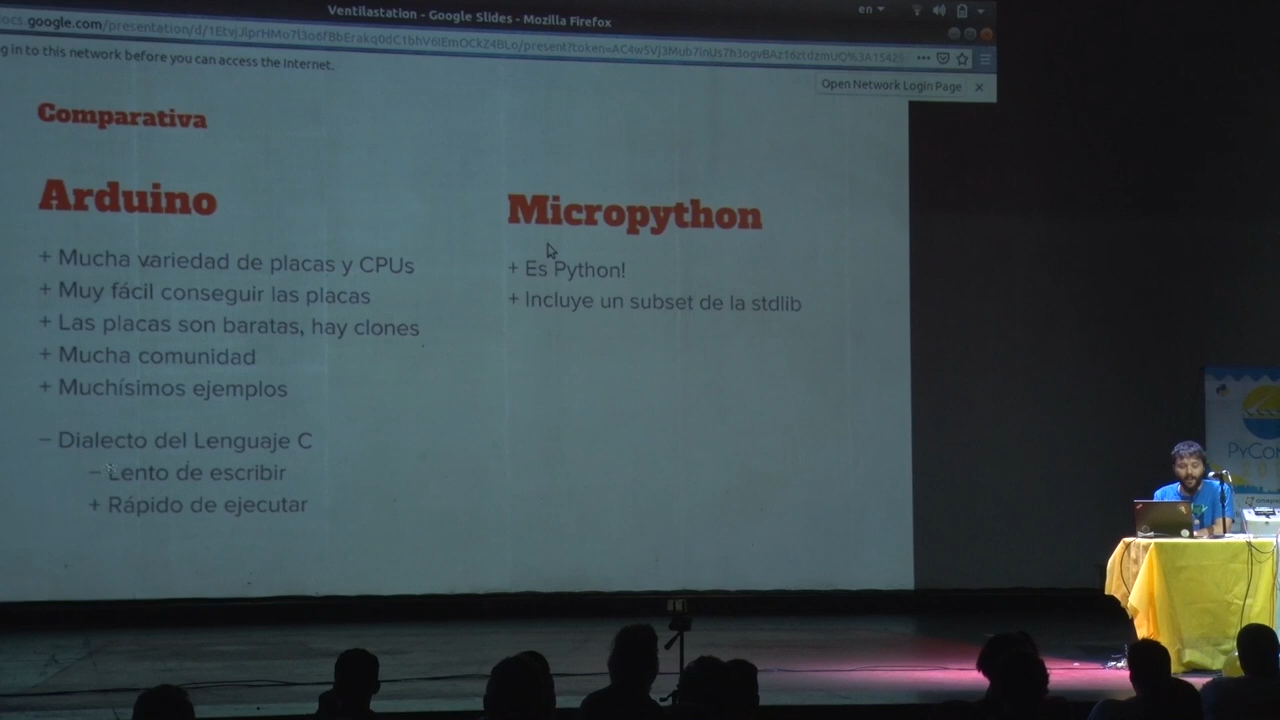 Ventilastation - Google Slides - Mozilla Firefox
en
g in to this network before you can access the Internet.
Open Network Login Page
Comparativa
Arduino
+ Mucha variedad de placas y CPUs
+ Muy fácil conseguir las placas
+ Las placas son baratas, hay clones
+ Mucha comunidad
+ Muchísimos ejemplos
− Dialecto del Lenguaje C
− Lento de escribir
+ Rápido de ejecutar
Micropython
+ Es Python!
+ Incluye un subset de la stdlib